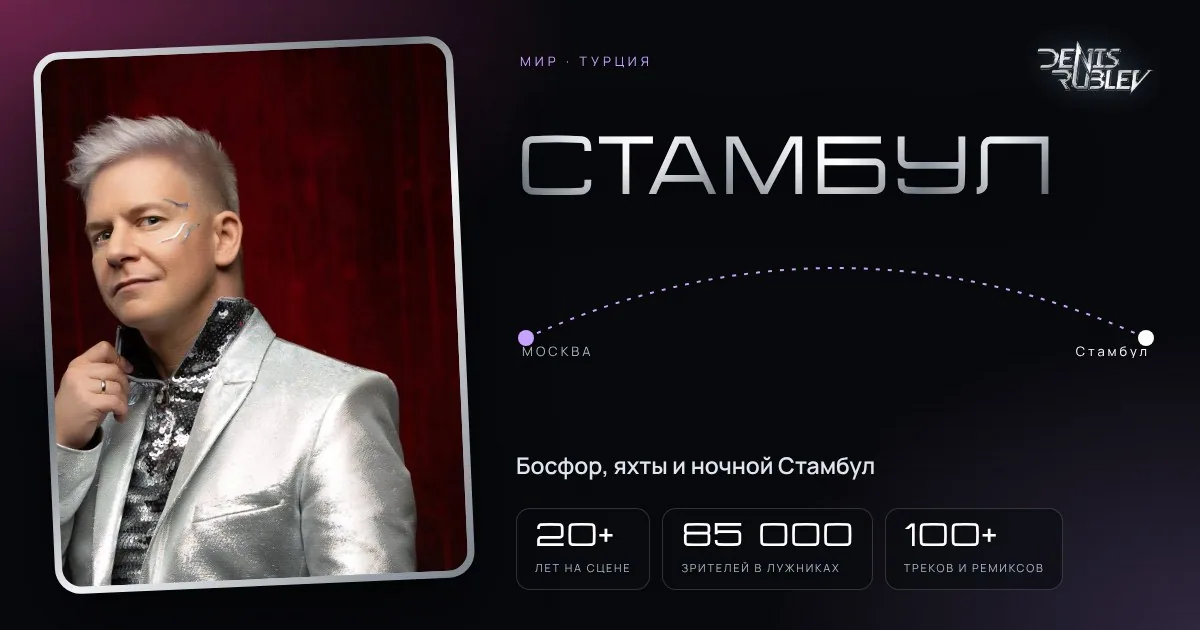 МИР · ТУРЦИЯ
DENIS
RUBLEV
СТАМБУЛ
МОСКВА
Стамбул
Босфор, яхты и ночной Стамбул
20+
ЛЕТ НА СЦЕНЕ
85 000
ЗРИТЕЛЕЙ В ЛУЖНИКАХ
100+
ТРЕКОВ И РЕМИКСОВ